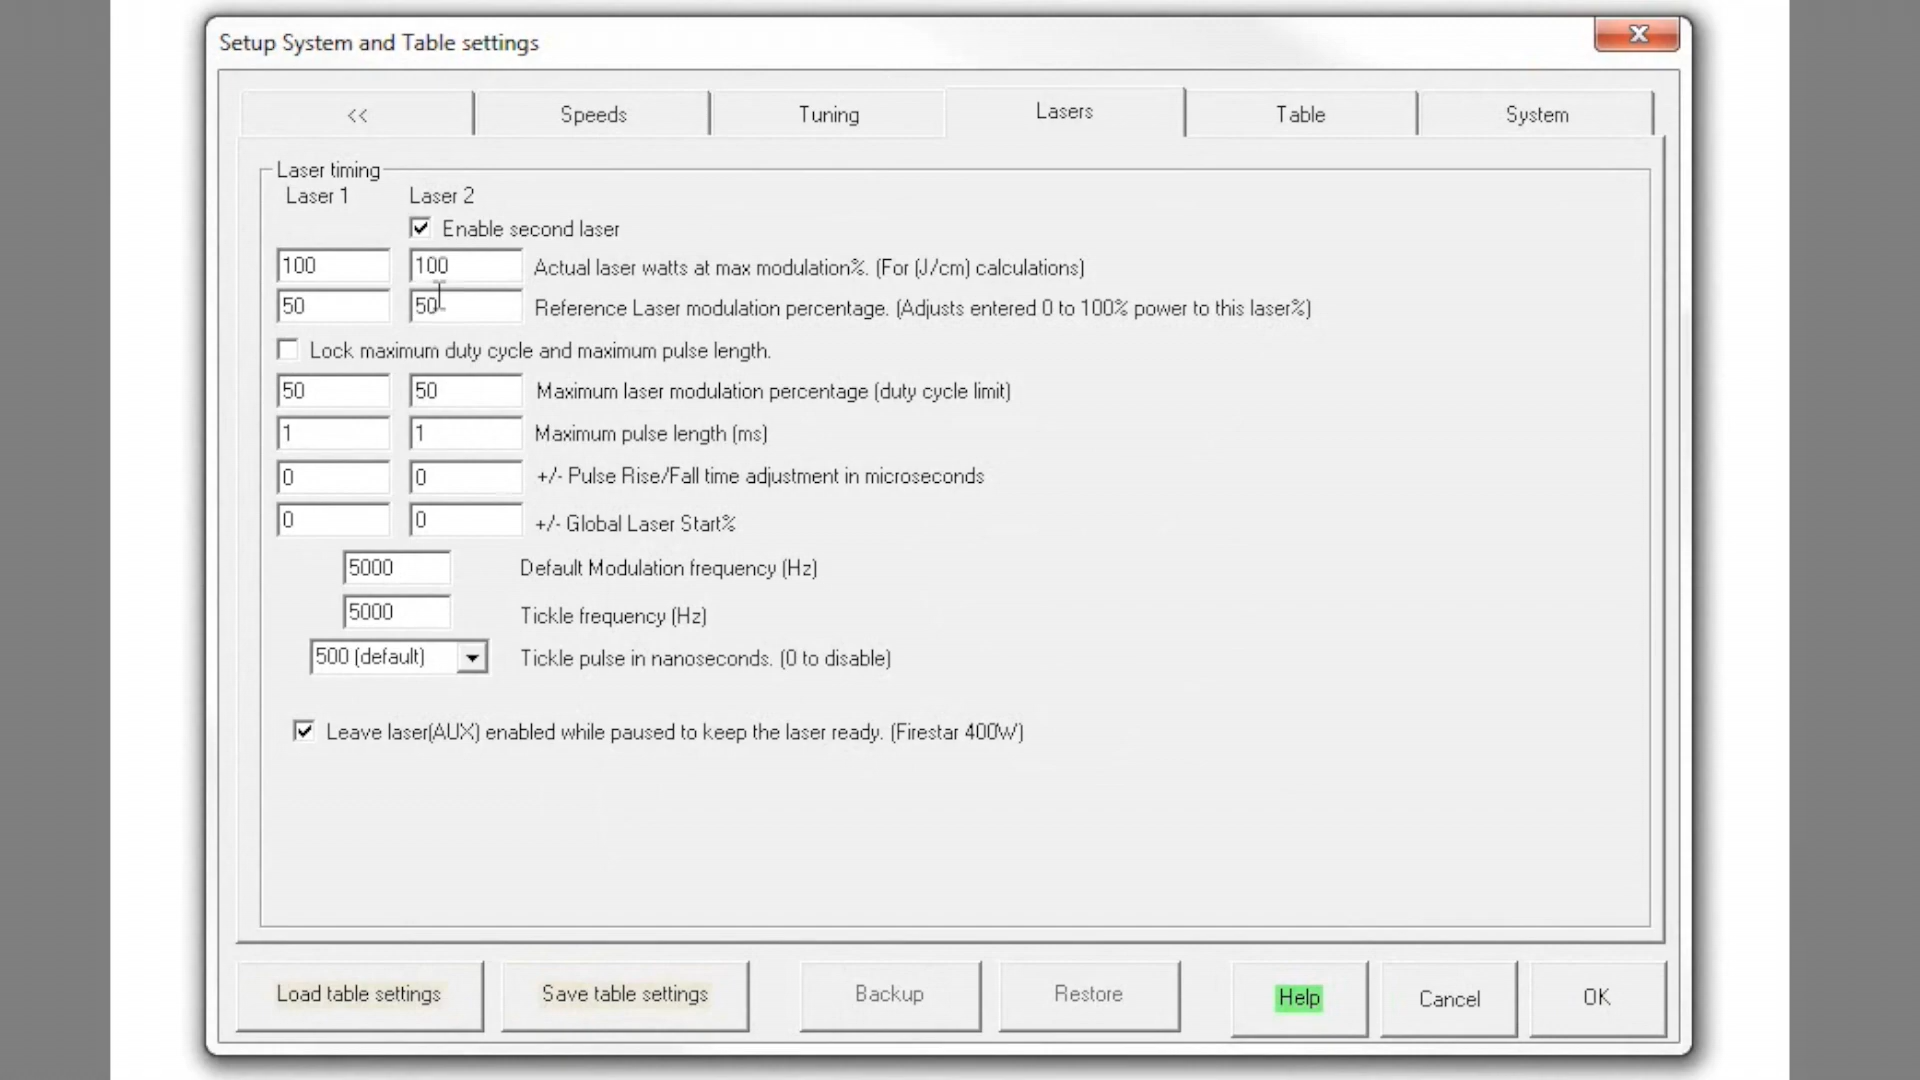 Setup System and Table settings
<< Speeds Tuning Lasers Table System
Laser timing
Laser 1 Laser 2
Enable second laser
100 100 Actual laser watts at max modulation%. (For (J/cm) calculations)
50 50 Reference Laser modulation percentage. (Adjusts entered 0 to 100% power to this laser%)
Lock maximum duty cycle and maximum pulse length.
50 50 Maximum laser modulation percentage (duty cycle limit)
1 1 Maximum pulse length (ms)
0 0 +/- Pulse Rise/Fall time adjustment in microseconds
0 0 +/- Global Laser Start%
5000 Default Modulation frequency (Hz)
5000 Tickle frequency (Hz)
500 (default) Tickle pulse in nanoseconds. (0 to disable)
Leave laser(AUX) enabled while paused to keep the laser ready. (Firestar 400W)
Load table settings Save table settings Backup Restore Help Cancel OK